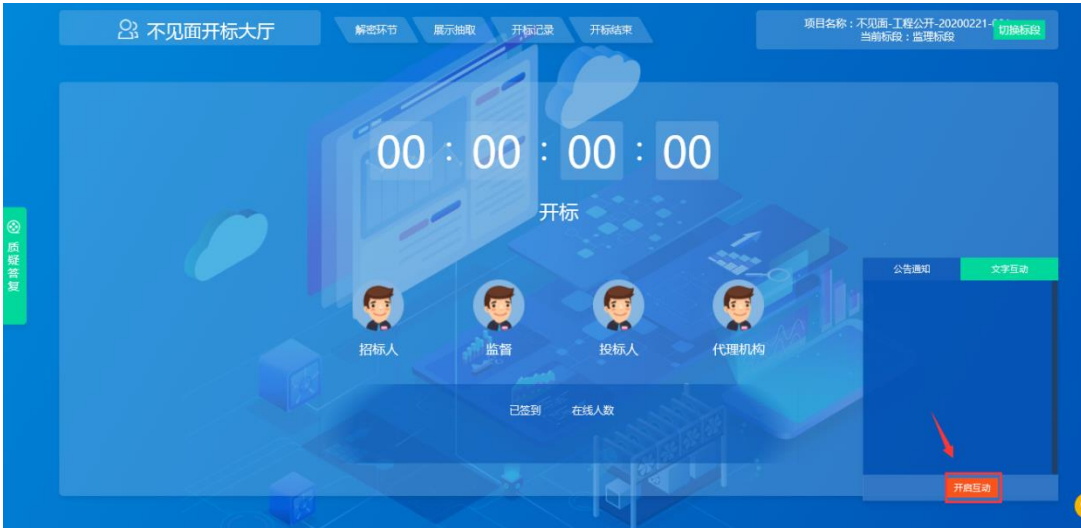 不见面开标大厅
解密环节 展示抽取 开标记录 开标结束
项目名称：不见面-工程公开-20200221-
当前标段：监理标段
切换标段
00 : 00 : 00 : 00
开标
质疑答复
招标人 监督 投标人 代理机构
已签到 在线人数
公告通知 文字互动
开启互动